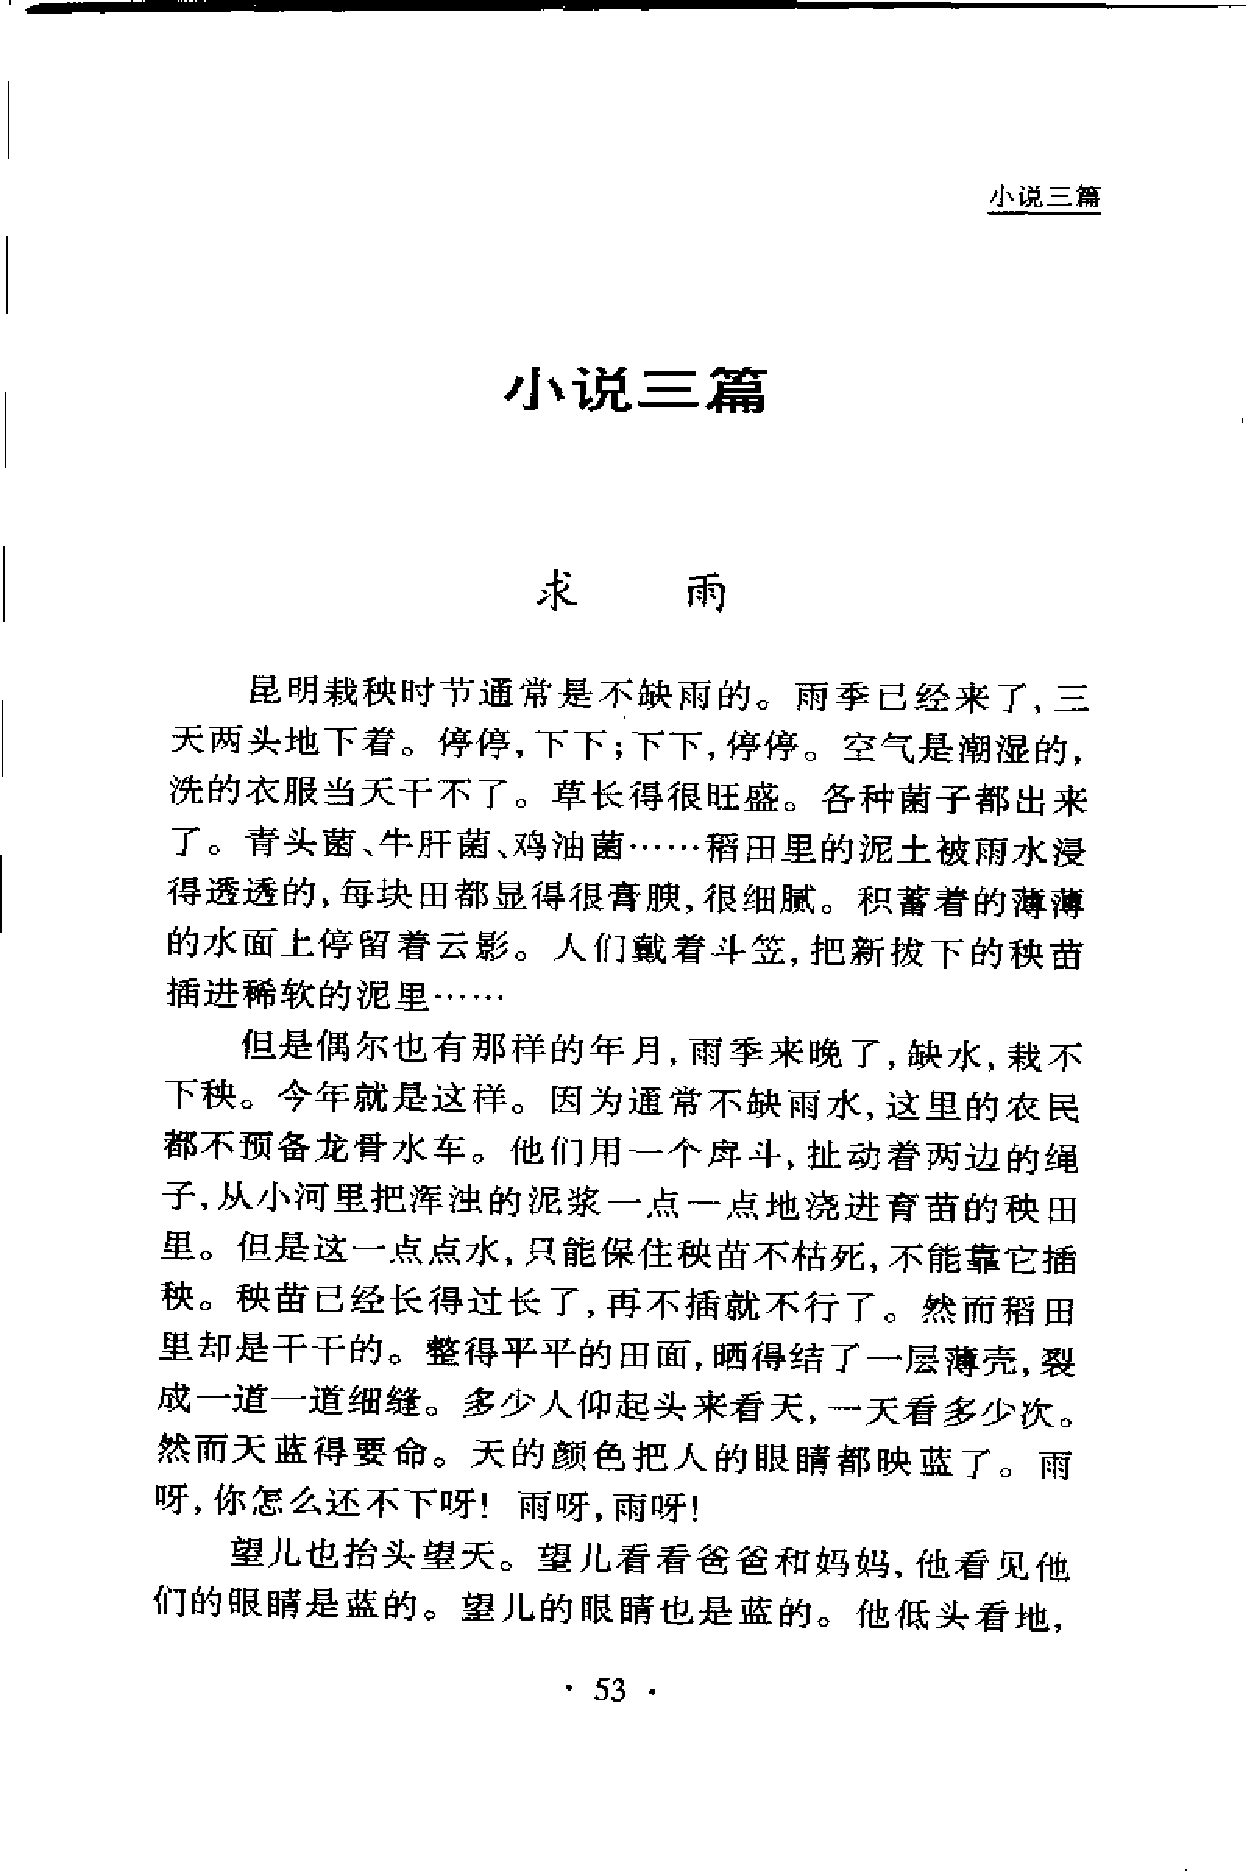 小说三篇
小说三篇
求 雨
昆明栽秧时节通常是不缺雨的。雨季已经来了,三
天两头地下着。停停,下下;下下,停停。空气是潮湿的,
洗的衣服当天干不了。草长得很旺盛。各种菌子都出来
了。青头菌、牛肝菌、鸡油菌……稻田里的泥土被雨水浸
得透透的,每块田都显得很膏腴,很细腻。积蓄着的薄薄
的水面上停留着云影。人们戴着斗笠,把新拔下的秧苗
插进稀软的泥里……
但是偶尔也有那样的年月,雨季来晚了,缺水,栽不
下秧。今年就是这样。因为通常不缺雨水,这里的农民
都不预备龙骨水车。他们用一个戽斗,扯动着两边的绳
子,从小河里把浑浊的泥浆一点一点地浇进育苗的秧田
里。但是这一点点水,只能保住秧苗不枯死,不能靠它插
秧。秧苗已经长得过长了,再不插就不行了。然而稻田
里却是干干的。整得平平的田面,晒得结了一层薄壳,裂
成一道一道细缝。多少人仰起头来看天,一天看多少次。
然而天蓝得要命。天的颜色把人的眼睛都映蓝了。雨
呀,你怎么还不下呀!雨呀,雨呀!
望儿也抬头望天。望儿看看爸爸和妈妈,他看见他
们的眼睛是蓝的。望儿的眼睛也是蓝的。他低头看地,
· 53 ·